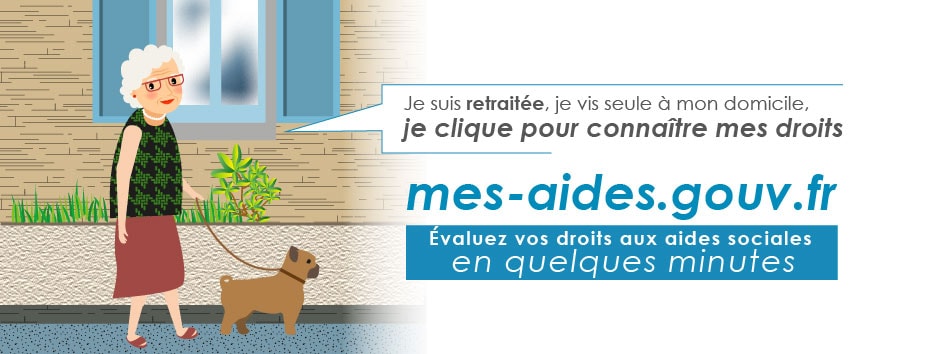 Je suis retraitée, je vis seule à mon domicile,
je clique pour connaître mes droits
mes-aides.gouv.fr
Évaluez vos droits aux aides sociales
en quelques minutes